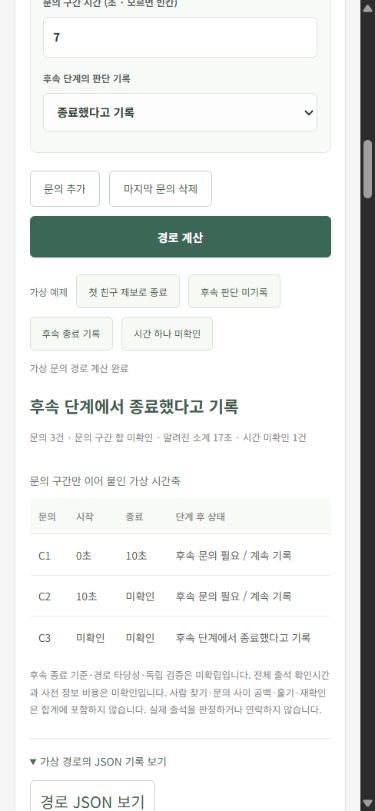 문의 구간 시간 (초 · 모르면 빈칸)
7
후속 단계의 판단 기록
종료했다고 기록
문의 추가
마지막 문의 삭제
경로 계산
가상 예제
첫 친구 제보로 종료
후속 판단 미기록
후속 종료 기록
시간 하나 미확인
가상 문의 경로 계산 완료
후속 단계에서 종료했다고 기록
문의 3건 · 문의 구간 합 미확인 · 알려진 소계 17초 · 시간 미확인 1건
문의 구간만 이어 붙인 가상 시간축
문의 시작 종료 단계 후 상태
C1 0초 10초 후속 문의 필요 / 계속 기록
C2 10초 미확인 후속 문의 필요 / 계속 기록
C3 미확인 미확인 후속 단계에서 종료했다고 기록
후속 종료 기준·경로 타당성·독립 검증은 미확립입니다. 전체 출석 확인시간
과 사전 정보 비용은 미확인입니다. 사람 찾기·문의 사이 공백·훑기·재확인
은 합계에 포함하지 않습니다. 실제 출석을 판정하거나 연락하지 않습니다.
▼ 가상 경로의 JSON 기록 보기
경로 JSON 보기